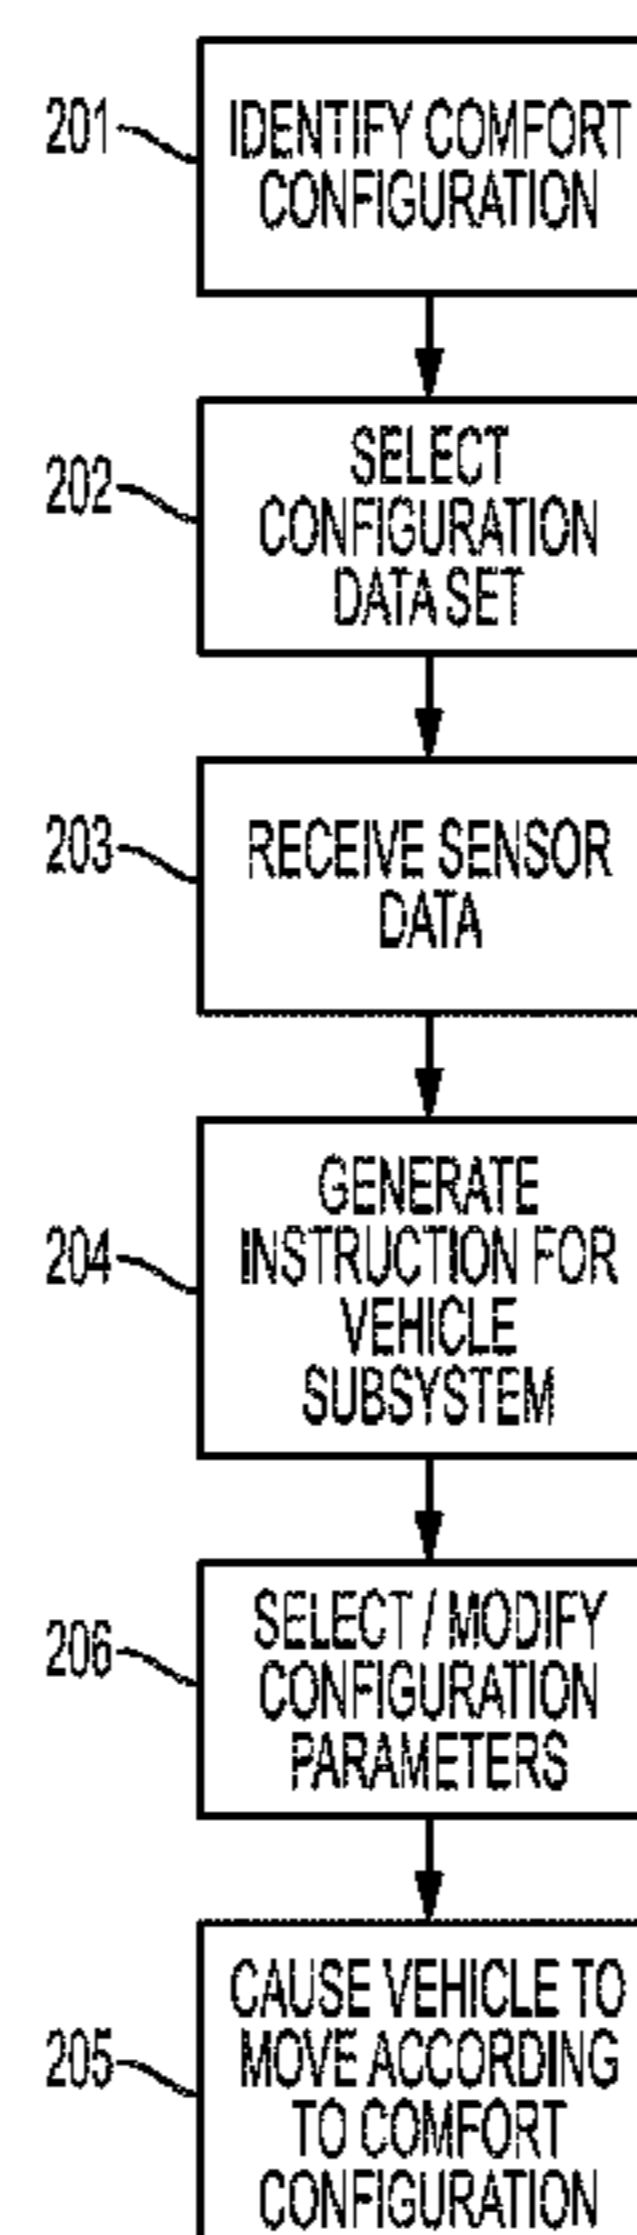 201
IDENTIFY COMFORT
CONFIGURATION
202
SELECT
CONFIGURATION
DATA SET
203
RECEIVE SENSOR
DATA
204
GENERATE
INSTRUCTION FOR
VEHICLE
SUBSYSTEM
206
SELECT / MODIFY
CONFIGURATION
PARAMETERS
205
CAUSE VEHICLE TO
MOVE ACCORDING
TO COMFORT
CONFIGURATION